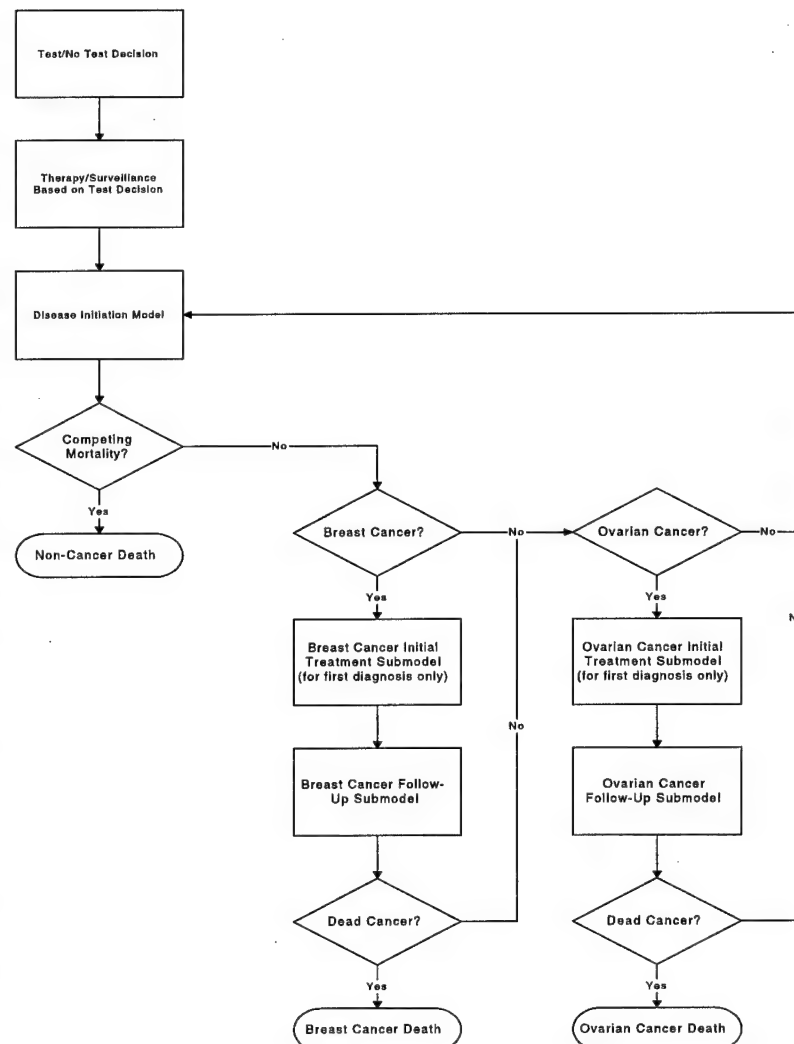 Test/No Test Decision
Therapy/Surveillance
Based on Test Decision
Disease Initiation Model
Competing
Mortality?
No
Yes
Non-Cancer Death
Breast Cancer?
No
Ovarian Cancer?
No
Yes
Yes
N
Breast Cancer Initial
Treatment Submodel
(for first diagnosis only)
Ovarian Cancer Initial
Treatment Submodel
(for first diagnosis only)
No
Breast Cancer Follow-
Up Submodel
Ovarian Cancer
Follow-Up Submodel
Dead Cancer?
Dead Cancer?
Yes
Yes
Breast Cancer Death
Ovarian Cancer Death